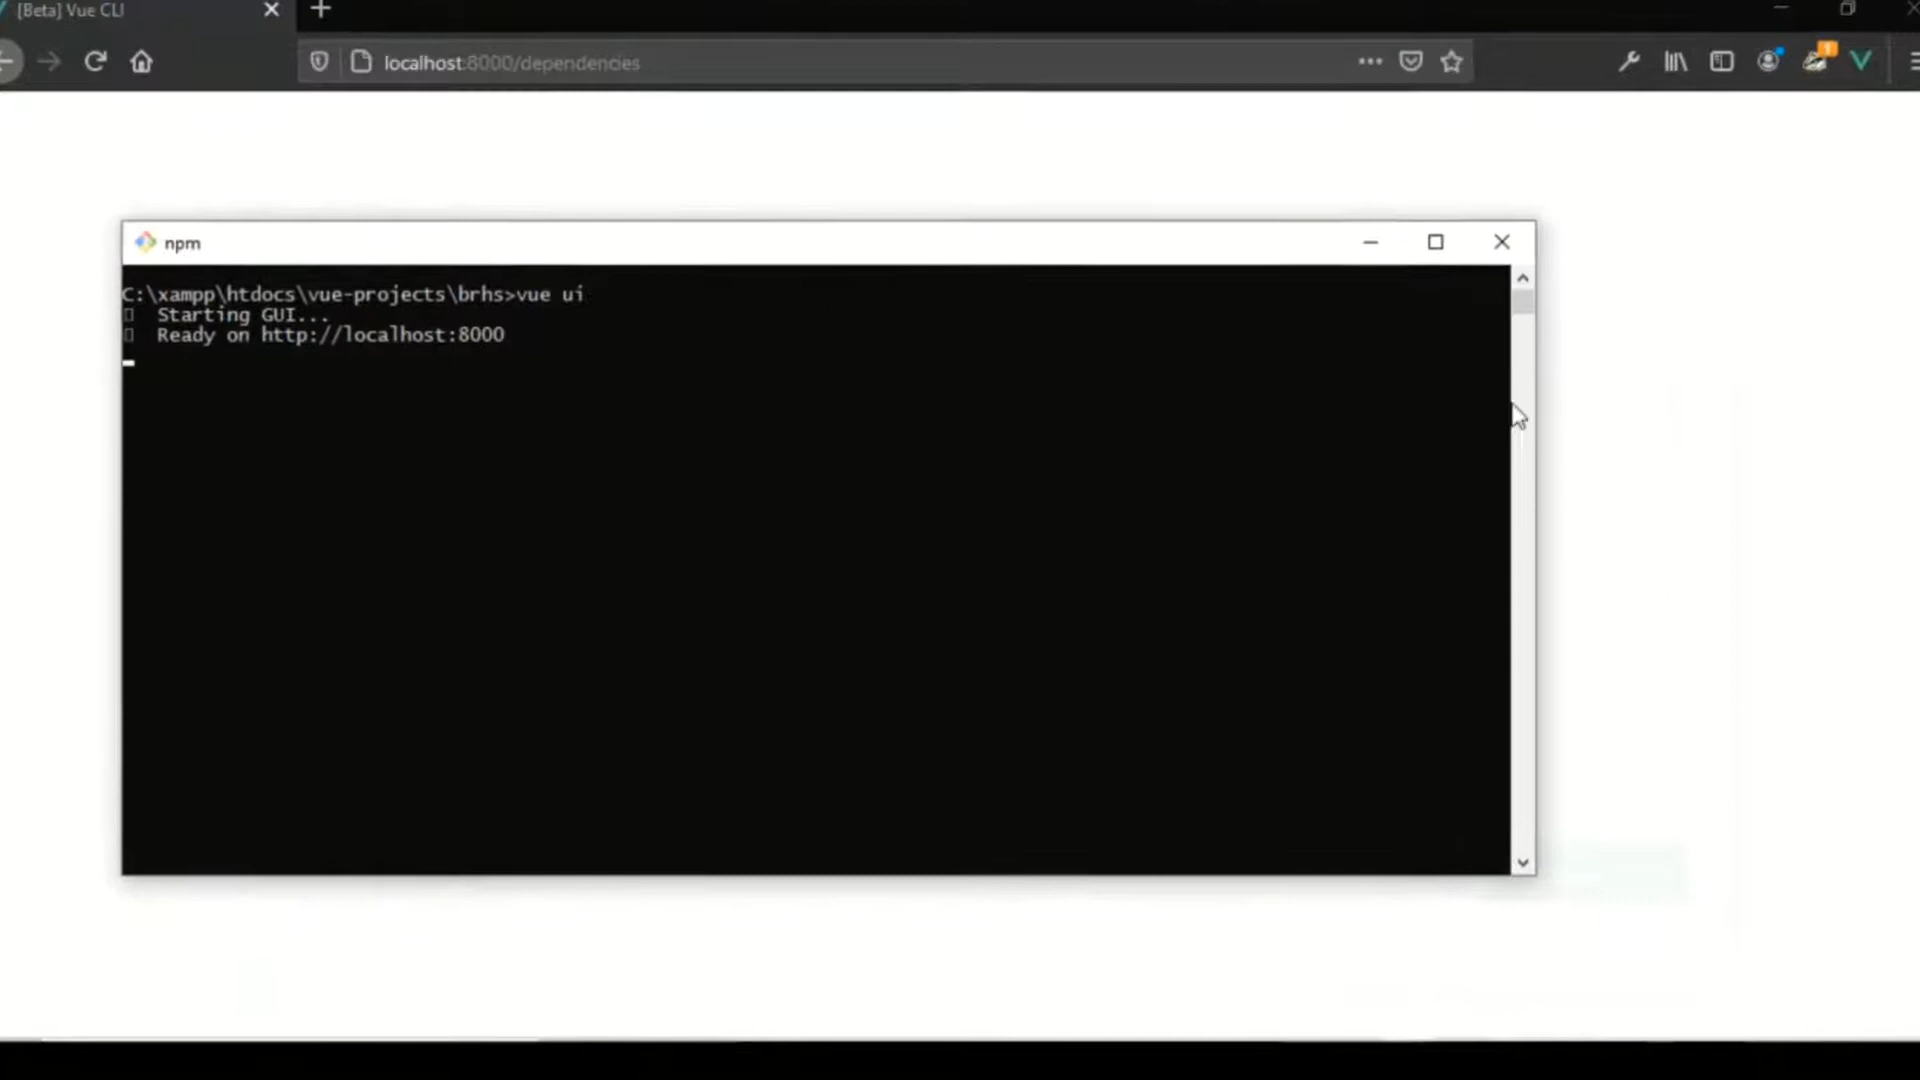 [Beta] Vue CLI
localhost:8000/dependencies
1
npm
C:\xampp\htdocs\vue-projects\brhs>vue ui
Starting GUI...
Ready on http://localhost:8000